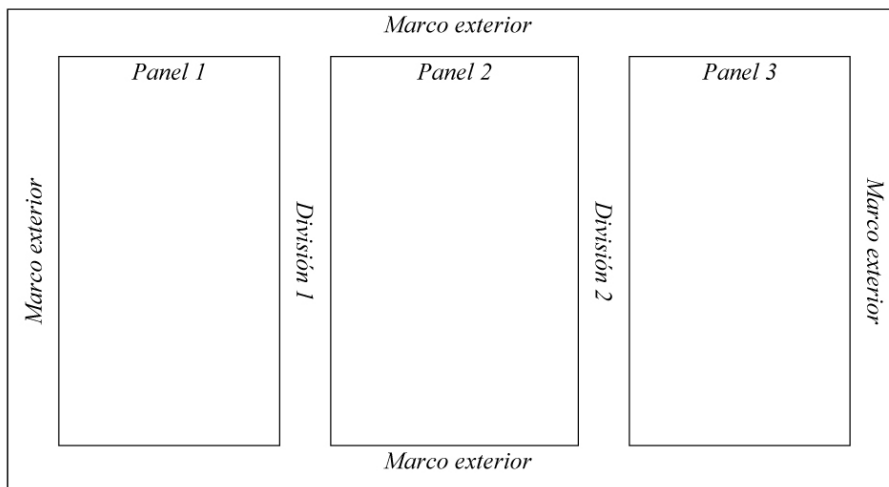 Marco exterior
Panel 1
Panel 2
Panel 3
Marco exterior
División 1
División 2
Marco exterior
Marco exterior